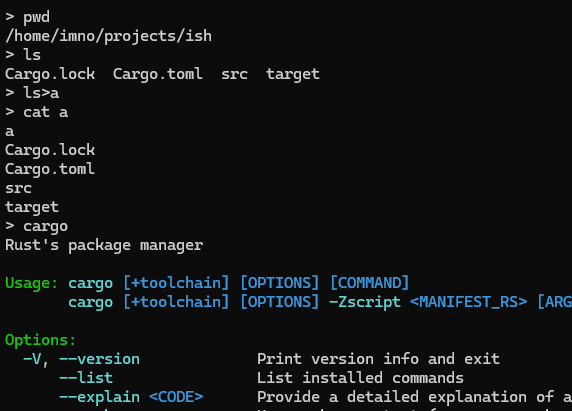 > pwd
/home/imno/projects/ish
> ls
Cargo.lock  Cargo.toml  src  target
> ls>a
> cat a
a
Cargo.lock
Cargo.toml
src
target
> cargo
Rust's package manager
Usage: cargo [+toolchain] [OPTIONS] [COMMAND]
       cargo [+toolchain] [OPTIONS] -Zscript <MANIFEST_RS> [ARG
Options:
  -V, --version             Print version info and exit
      --list                List installed commands
      --explain <CODE>      Provide a detailed explanation of a